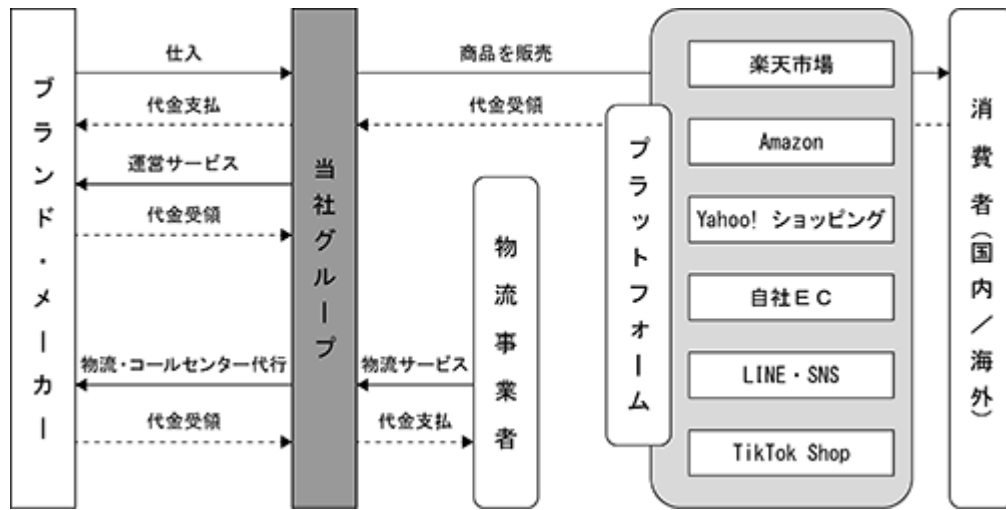 ブランド・メーカー
仕入
代金支払
運営サービス
代金受領
物流・コールセンター代行
代金受領
当社グループ
商品を販売
代金受領
物流サービス
代金支払
物流事業者
プラットフォーム
楽天市場
Amazon
Yahoo! ショッピング
自社EC
LINE・SNS
TikTok Shop
消費者(国内/海外)